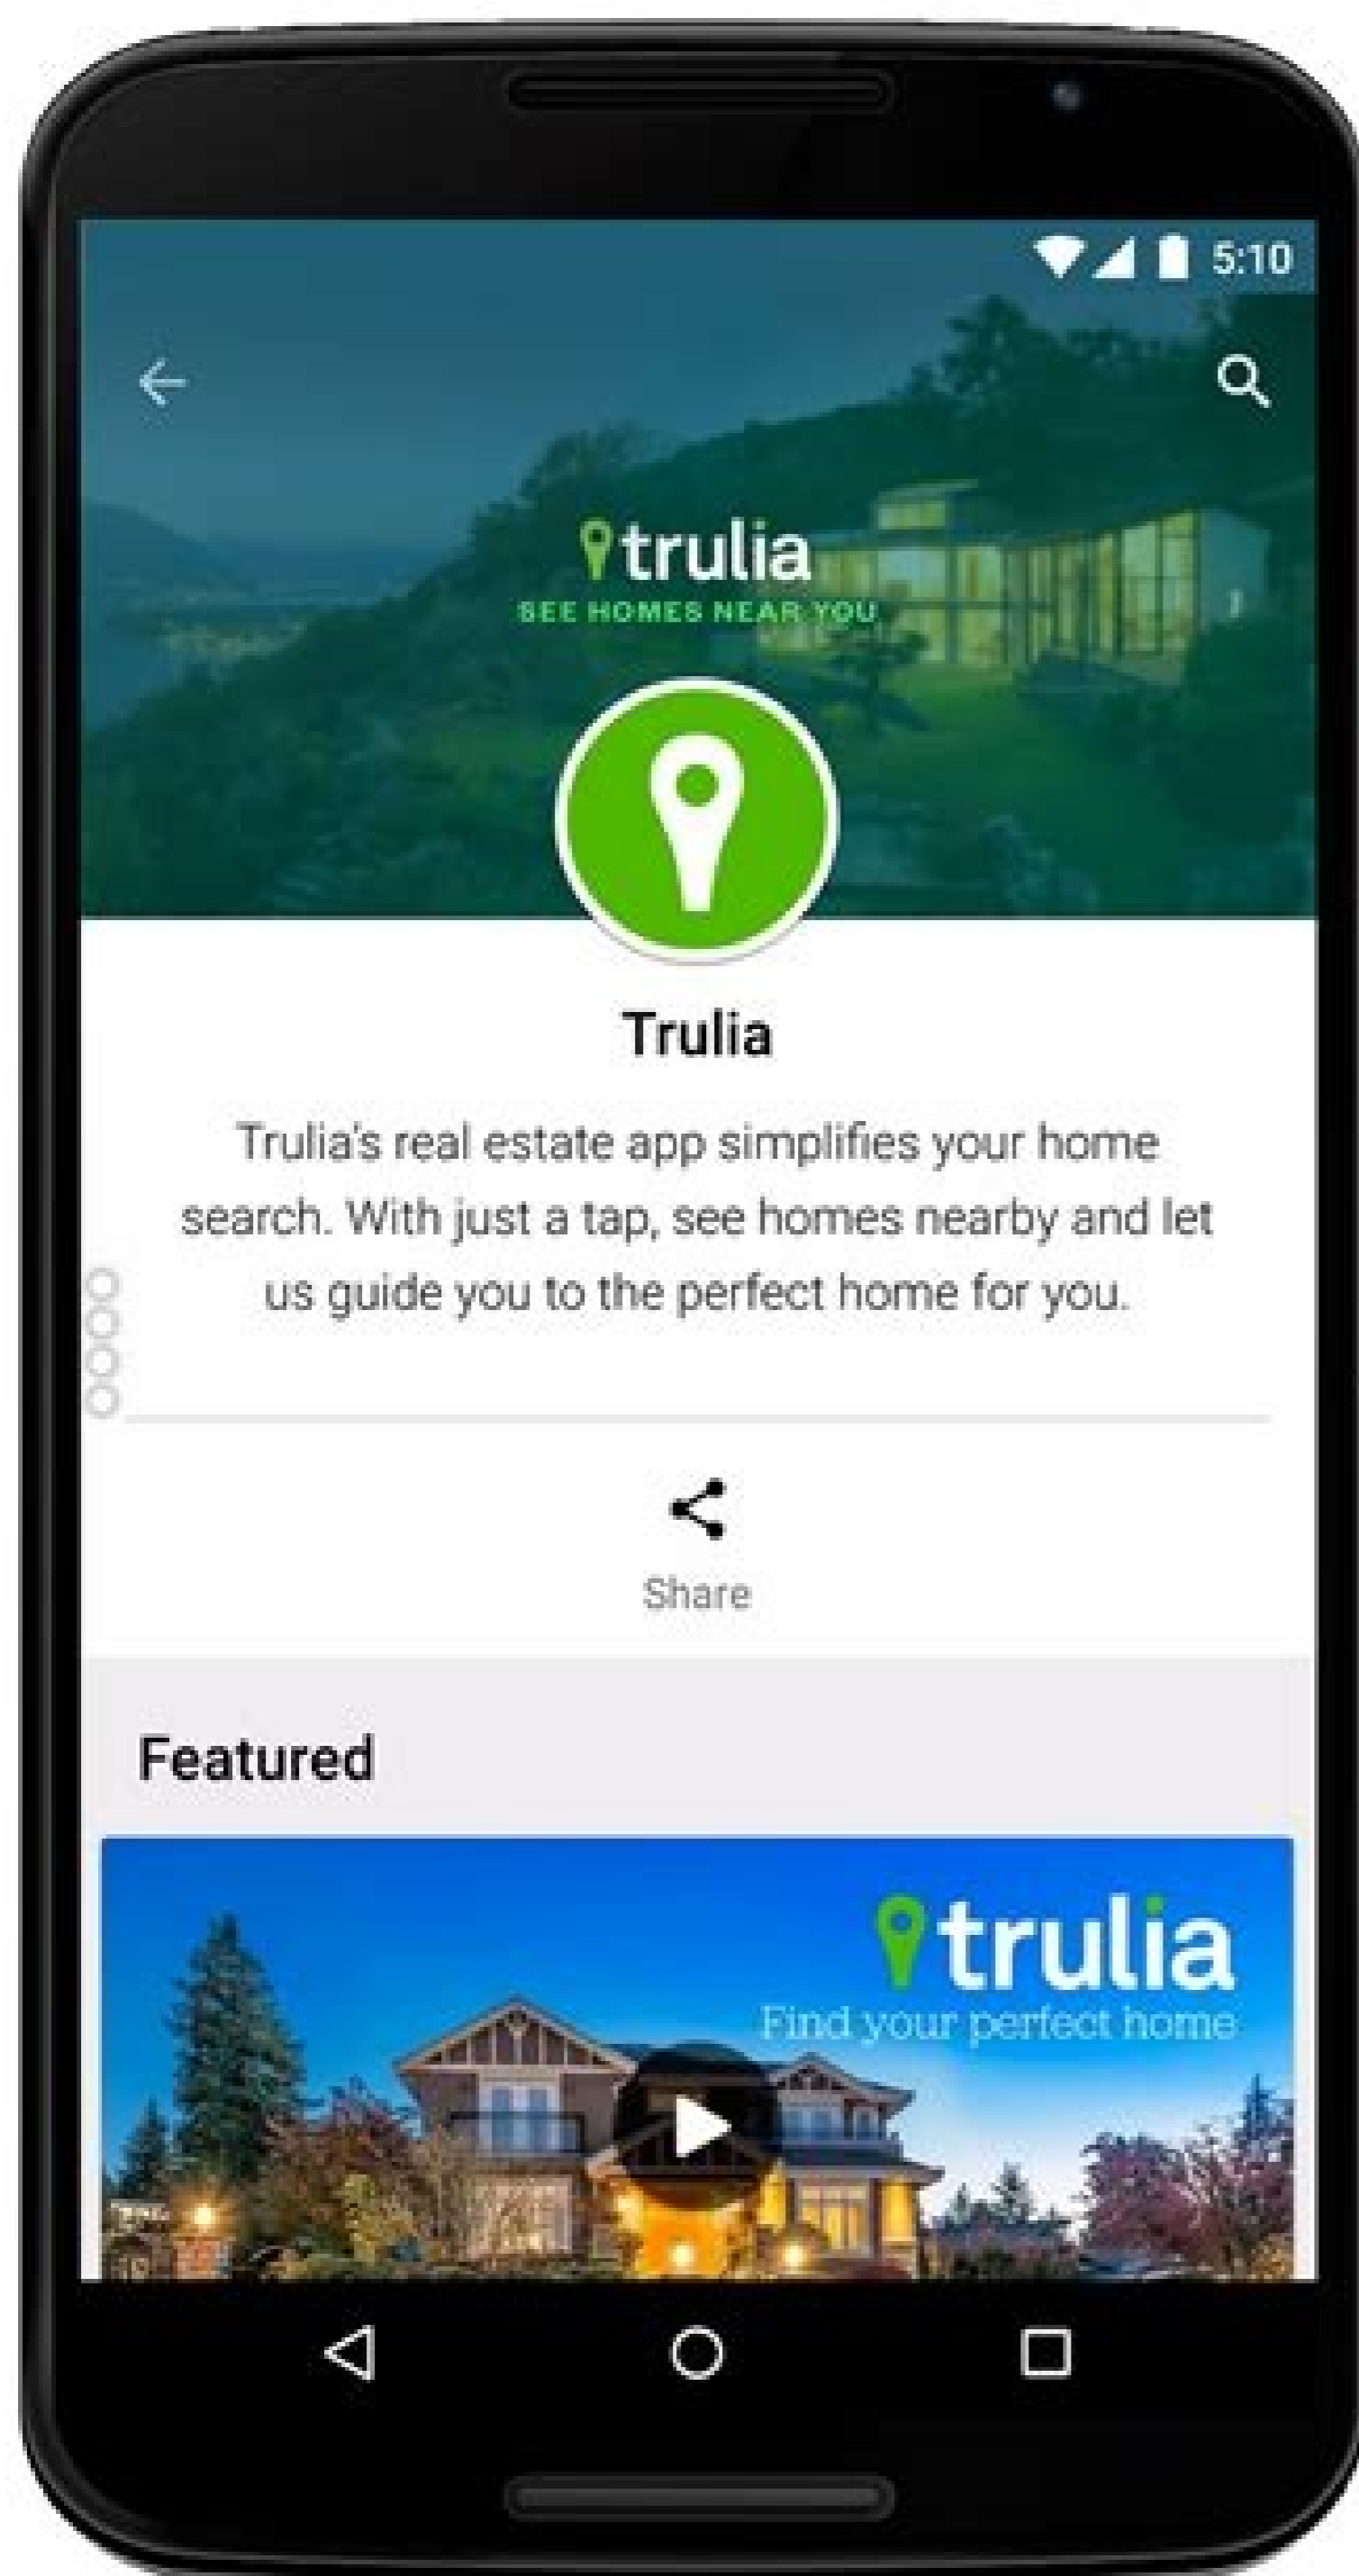 5:10
trulia
SEE HOMES NEAR YOU
Trulia
Trulia's real estate app simplifies your home
search. With just a tap, see homes nearby and let
us guide you to the perfect home for you.
Share
Featured
trulia
Find your perfect home